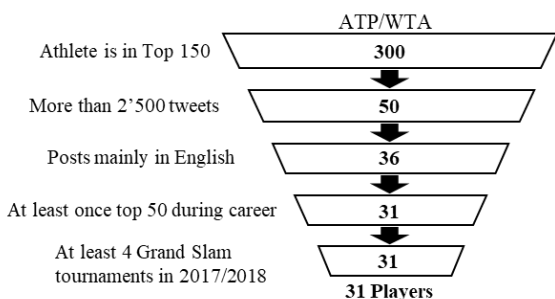 ATP/WTA
Athlete is in Top 150
300
More than 2’500 tweets
50
Posts mainly in English
36
At least once top 50 during career
31
At least 4 Grand Slam
tournaments in 2017/2018
31
31 Players